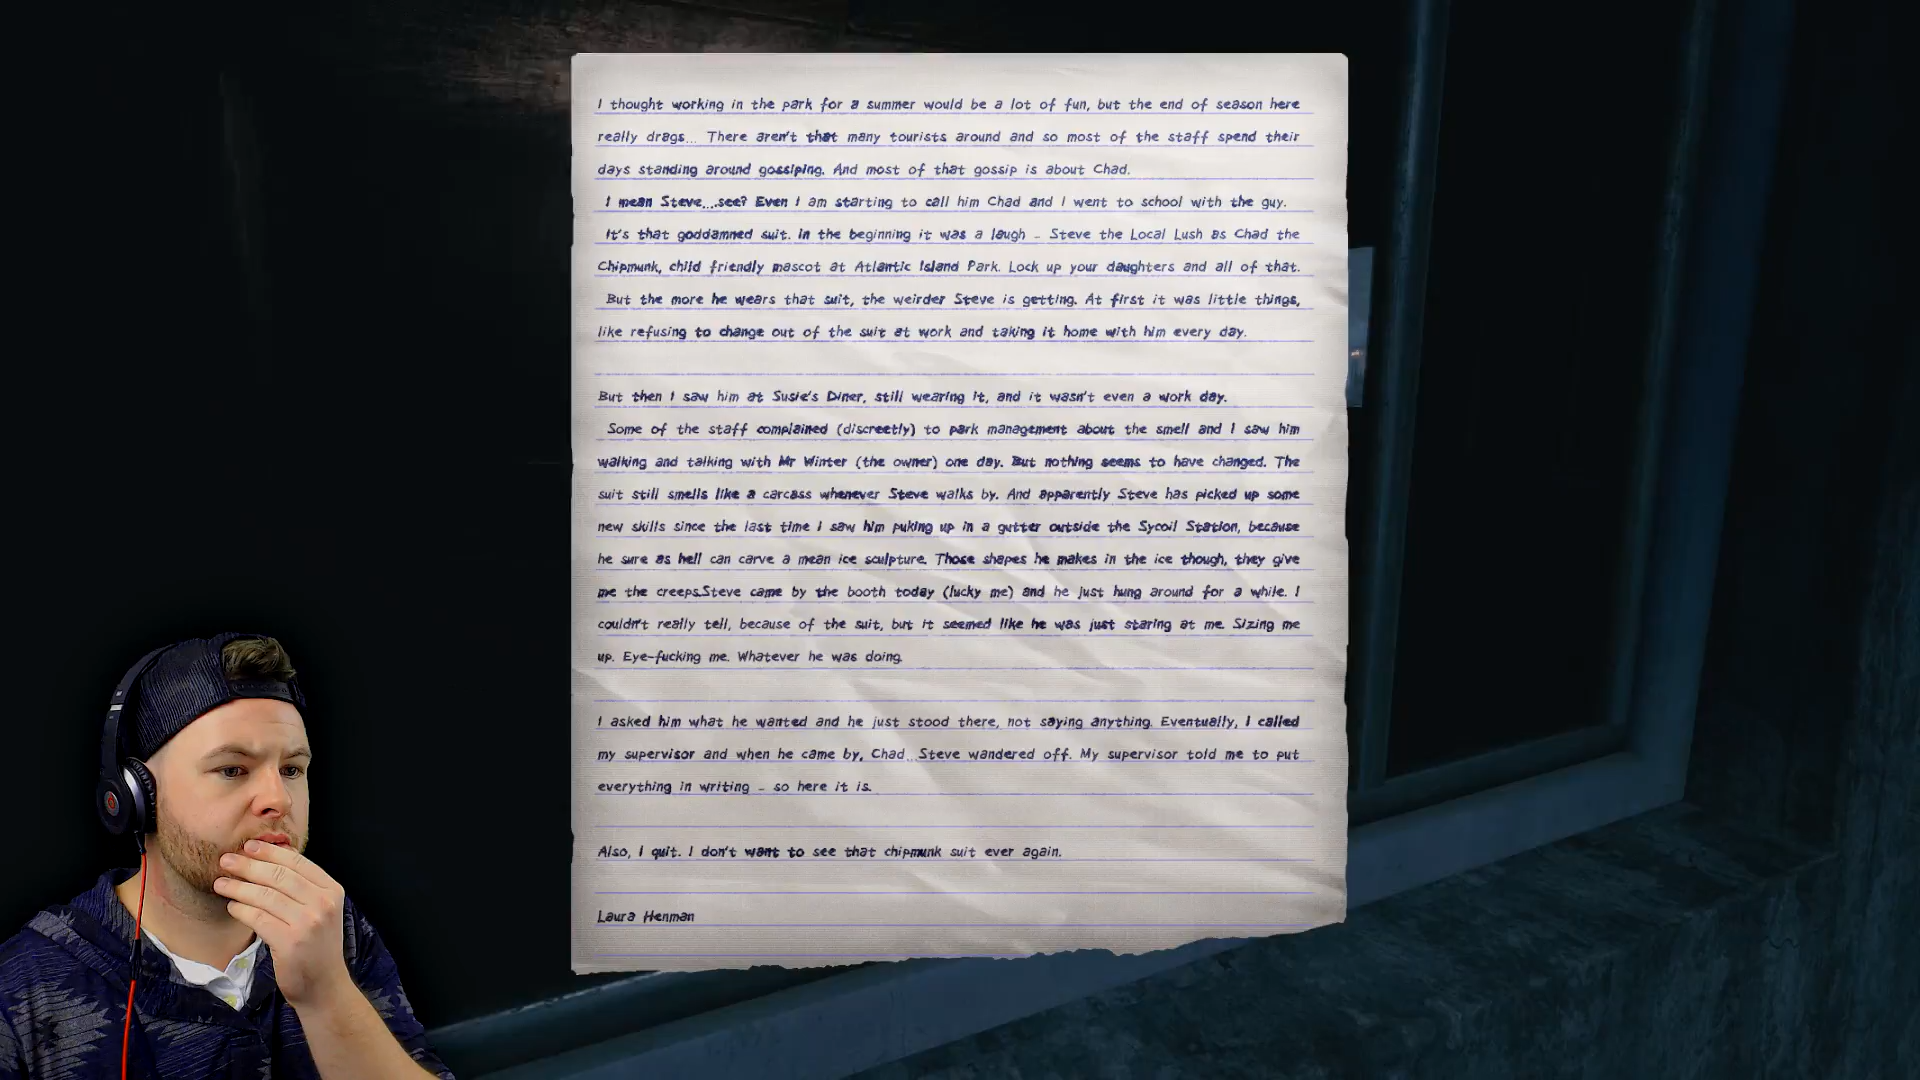 I thought working in the park for a summer would be a lot of fun, but the end of season here
really drags... There aren't that many tourists around and so most of the staff spend their
days standing around gossiping. And most of that gossip is about Chad.
I mean Steve....see? Even I am starting to call him Chad and I went to school with the guy.
It's that goddamned suit. In the beginning it was a laugh - Steve the Local Lush as Chad the
Chipmunk, child friendly mascot at Atlantic Island Park. Lock up your daughters and all of that.
But the more he wears that suit, the weirder Steve is getting. At first it was little things,
like refusing to change out of the suit at work and taking it home with him every day.
But then I saw him at Susie's Diner, still wearing it, and it wasn't even a work day.
Some of the staff complained (discreetly) to park management about the smell and I saw him
walking and talking with Mr Winter (the owner) one day. But nothing seems to have changed. The
suit still smells like a carcass whenever Steve walks by. And apparently Steve has picked up some
new skills since the last time I saw him puking up in a gutter outside the Sycoil Station, because
he sure as hell can carve a mean ice sculpture. Those shapes he makes in the ice though, they give
me the creeps.Steve came by the booth today (lucky me) and he just hung around for a while. I
couldn't really tell, because of the suit, but it seemed like he was just staring at me. Sizing me
up. Eye-fucking me. Whatever he was doing.
I asked him what he wanted and he just stood there, not saying anything. Eventually, I called
my supervisor and when he came by, Chad...Steve wandered off. My supervisor told me to put
everything in writing - so here it is.
Also, I quit. I don't want to see that chipmunk suit ever again.
Laura Henman